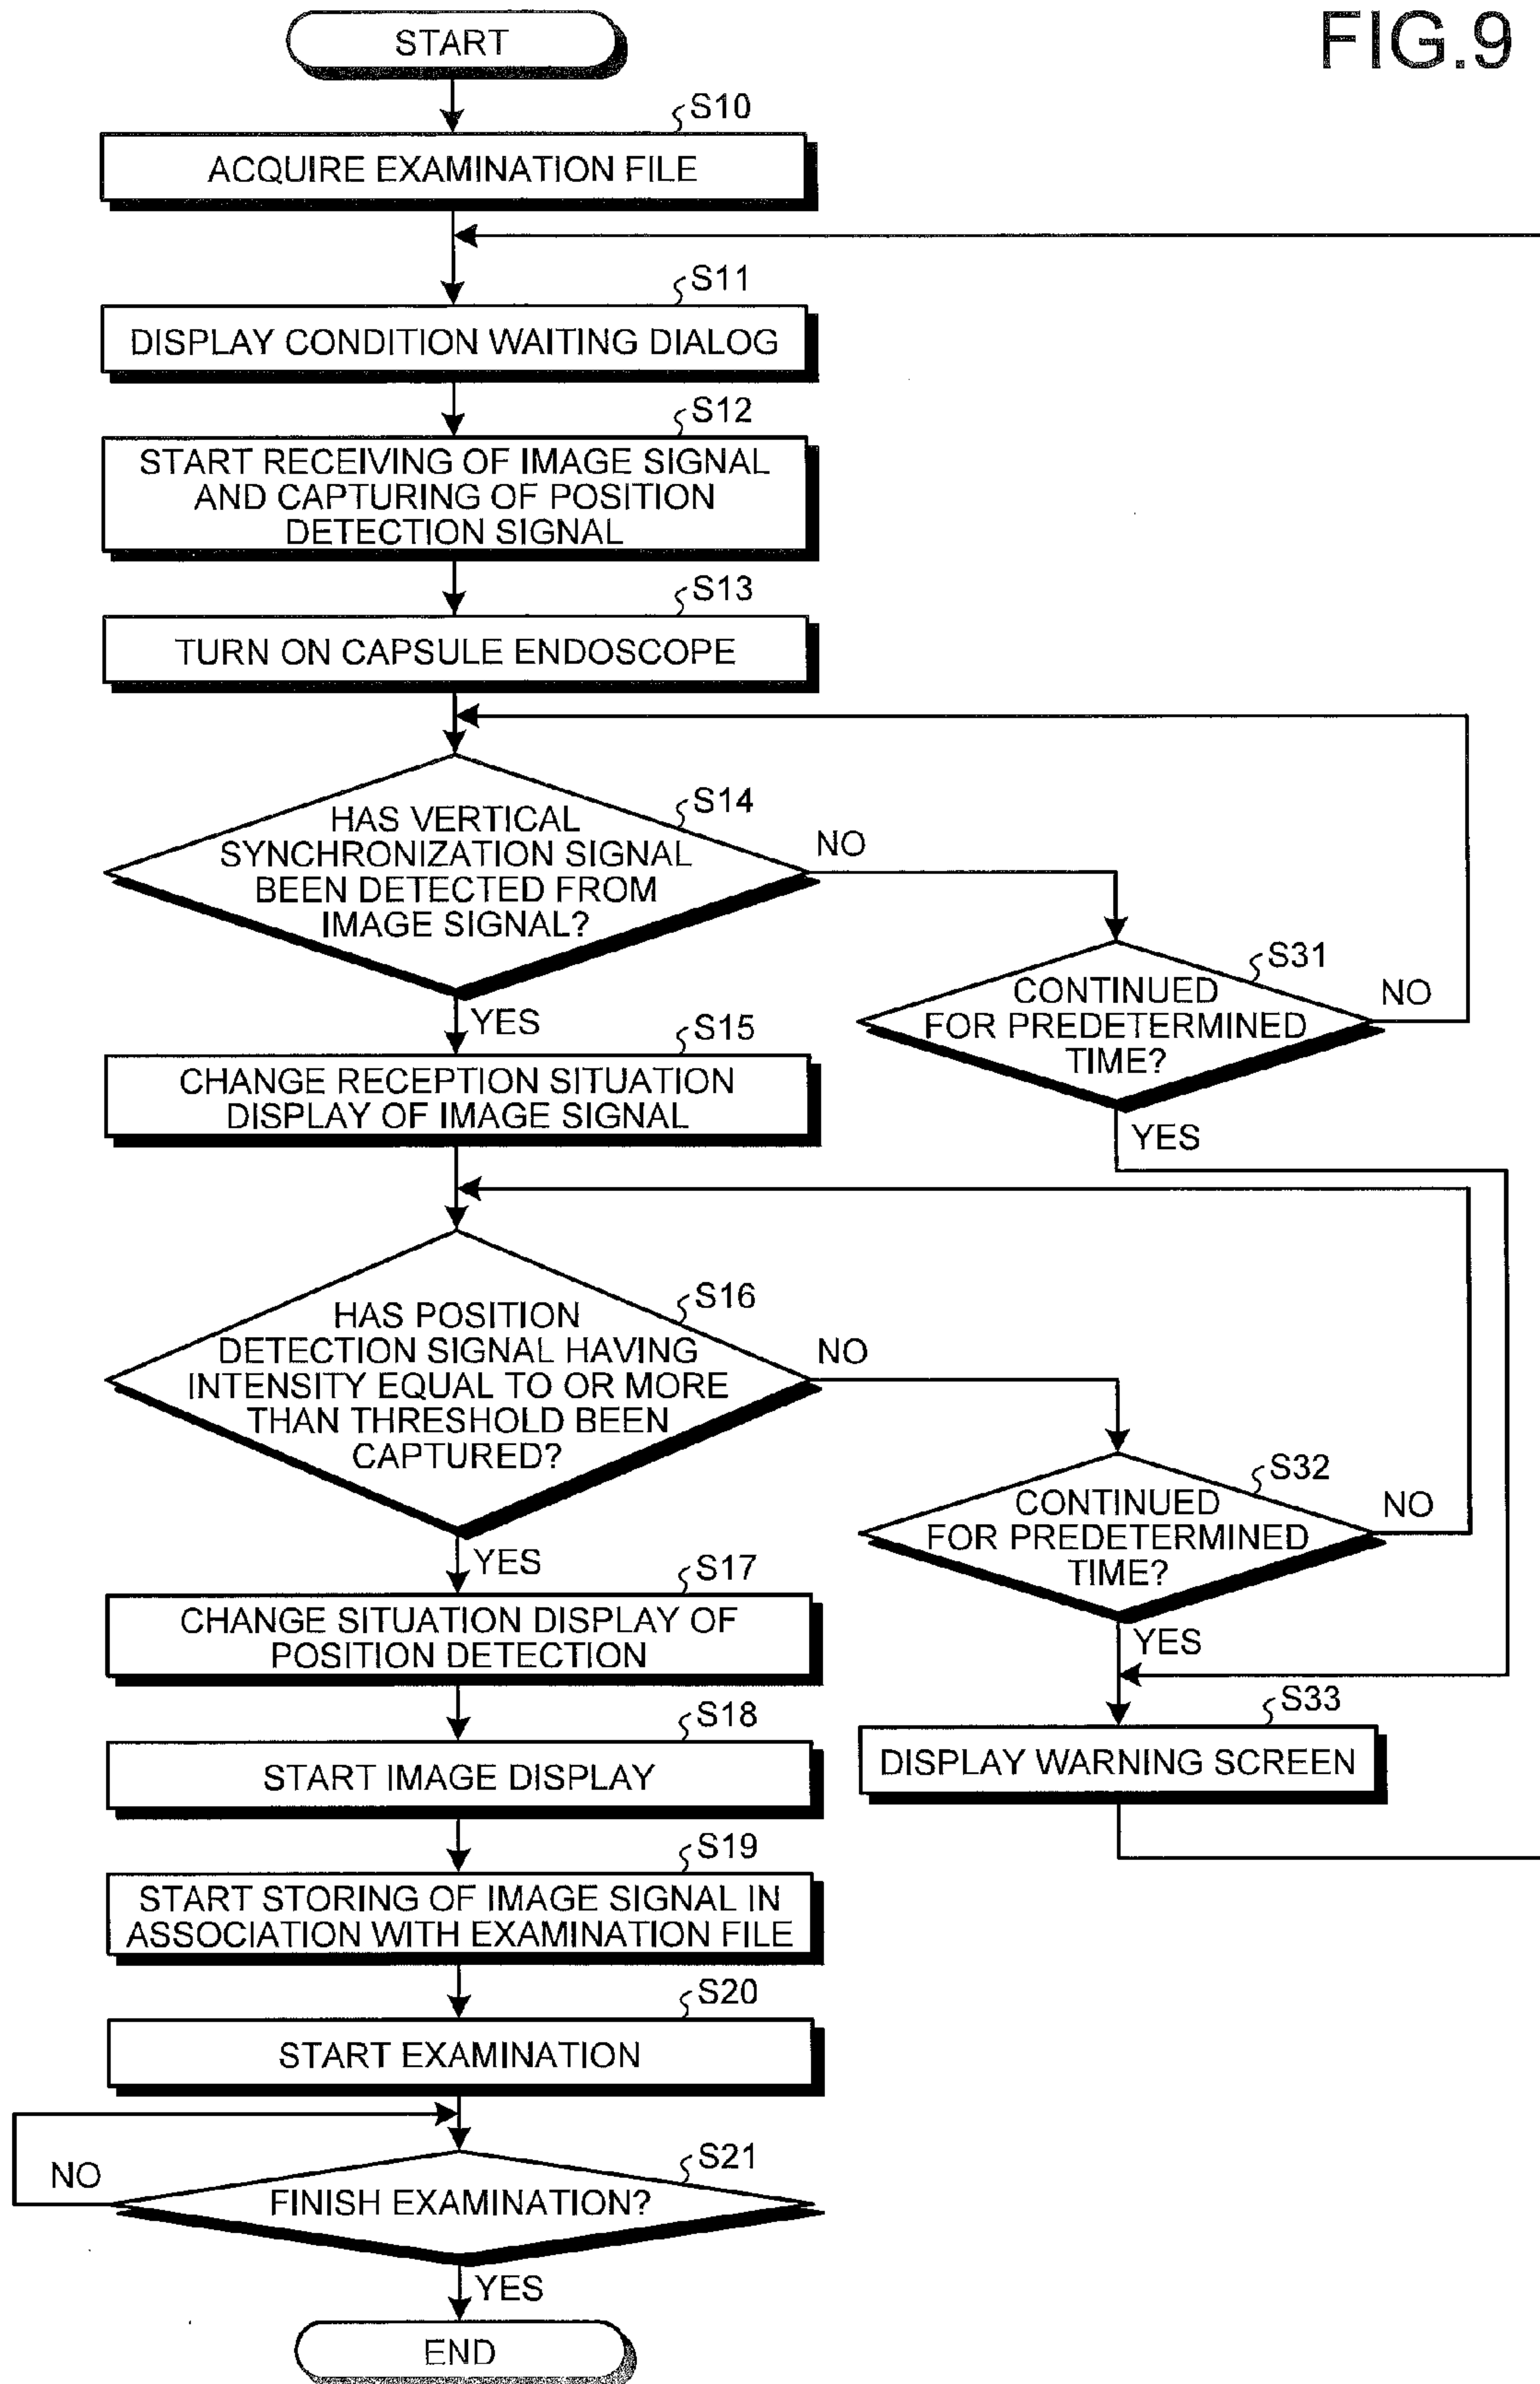 FIG.9
START
S10
ACQUIRE EXAMINATION FILE
S11
DISPLAY CONDITION WAITING DIALOG
S12
START RECEIVING OF IMAGE SIGNAL
AND CAPTURING OF POSITION
DETECTION SIGNAL
S13
TURN ON CAPSULE ENDOSCOPE
S14
HAS VERTICAL
SYNCHRONIZATION SIGNAL
BEEN DETECTED FROM
IMAGE SIGNAL?
NO
S31
CONTINUED
FOR PREDETERMINED
TIME?
NO
YES
YES
S15
CHANGE RECEPTION SITUATION
DISPLAY OF IMAGE SIGNAL
S16
HAS POSITION
DETECTION SIGNAL HAVING
INTENSITY EQUAL TO OR MORE
THAN THRESHOLD BEEN
CAPTURED?
NO
S32
CONTINUED
FOR PREDETERMINED
TIME?
NO
YES
YES
S17
CHANGE SITUATION DISPLAY OF
POSITION DETECTION
S33
DISPLAY WARNING SCREEN
S18
START IMAGE DISPLAY
S19
START STORING OF IMAGE SIGNAL IN
ASSOCIATION WITH EXAMINATION FILE
S20
START EXAMINATION
S21
FINISH EXAMINATION?
NO
YES
END